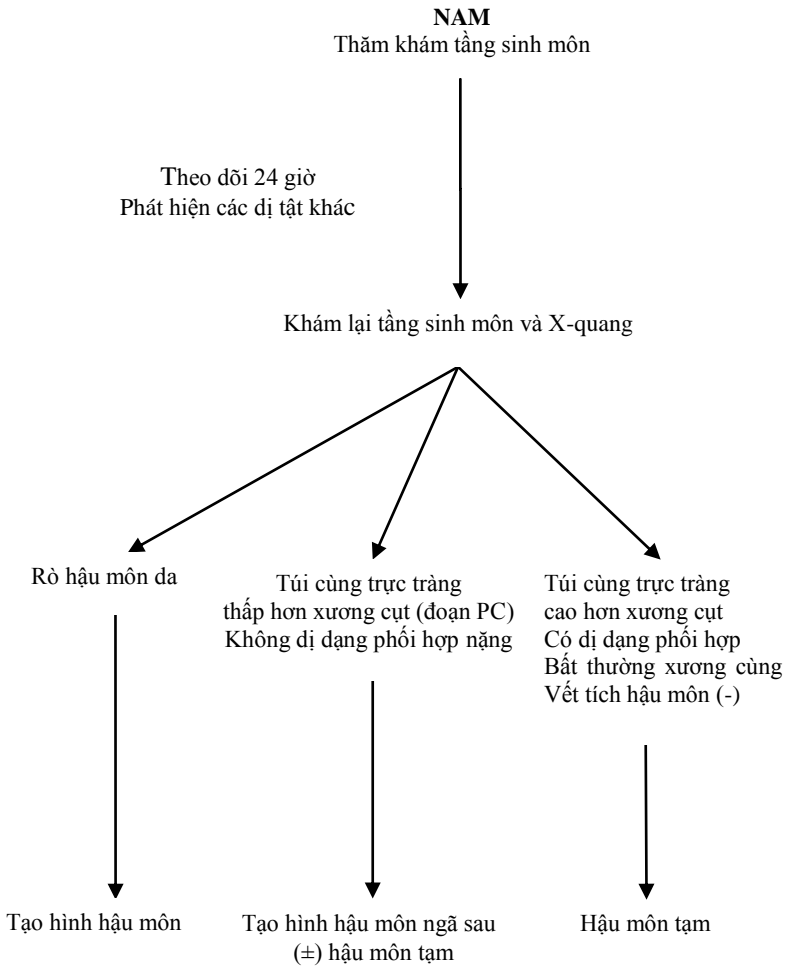 NAM
Thăm khám tầng sinh môn
Theo dõi 24 giờ
Phát hiện các dị tật khác
Khám lại tầng sinh môn và X-quang
Rò hậu môn da
Túi cùng trực tràng
thấp hơn xương cụt (đoạn PC)
Không dị dạng phối hợp nặng
Túi cùng trực tràng
cao hơn xương cụt
Có dị dạng phối hợp
Bất thường xương cùng
Vết tích hậu môn (-)
Tạo hình hậu môn
Tạo hình hậu môn ngã sau
(±) hậu môn tạm
Hậu môn tạm